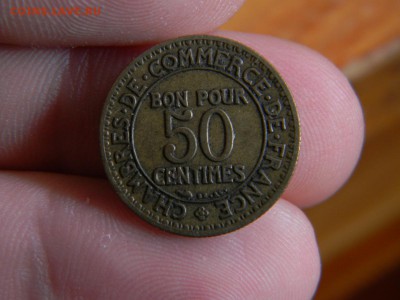 CHAMBRES · DE · COMMERCE · DE · FRANCE
BON POUR
50
CENTIMES